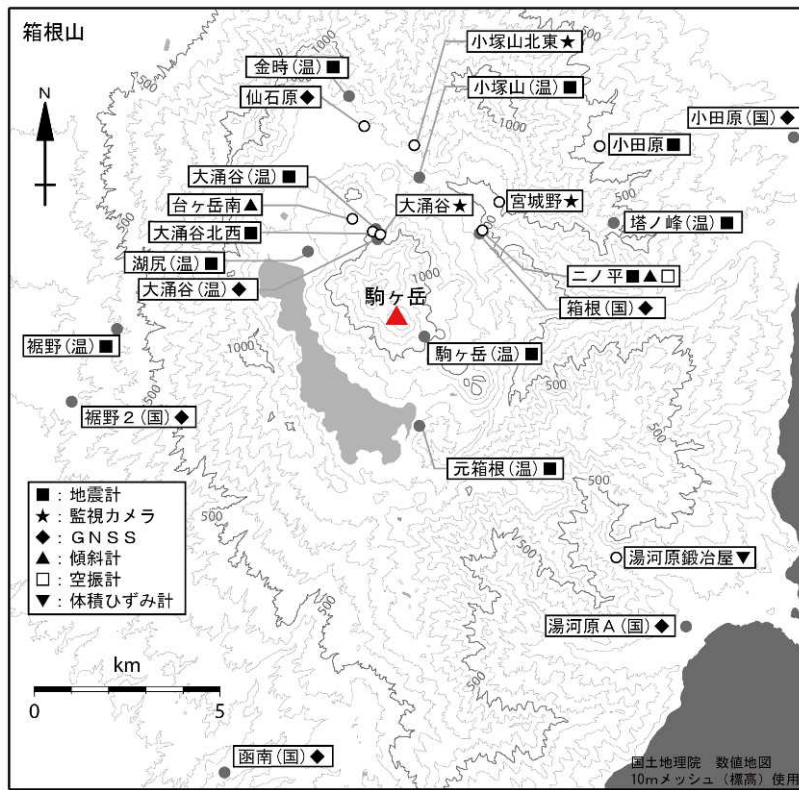 箱根山
1000
500
小塚山北東★
500
金時(温)■
小塚山(温)■
仙石原◆
1000
N
小田原(国)◆
小田原■
大涌谷(温)■
大涌谷★
宮城野★
500
台ヶ岳南▲
塔ノ峰(温)■
大涌谷北西■
湖尻(温)■
二ノ平■▲□
1000
大涌谷(温)◆
箱根(国)◆
駒ヶ岳
裾野(温)■
駒ヶ岳(温)■
1000
500
500
裾野2(国)◆
500
元箱根(温)■
500
■:地震計
★:監視カメラ
◆:GNSS
▲:傾斜計
□:空振計
▼:体積ひずみ計
500
500
湯河原鍛冶屋▼
湯河原A(国)◆
km
0 5
函南(国)◆
国土地理院 数値地図
10mメッシュ(標高)使用